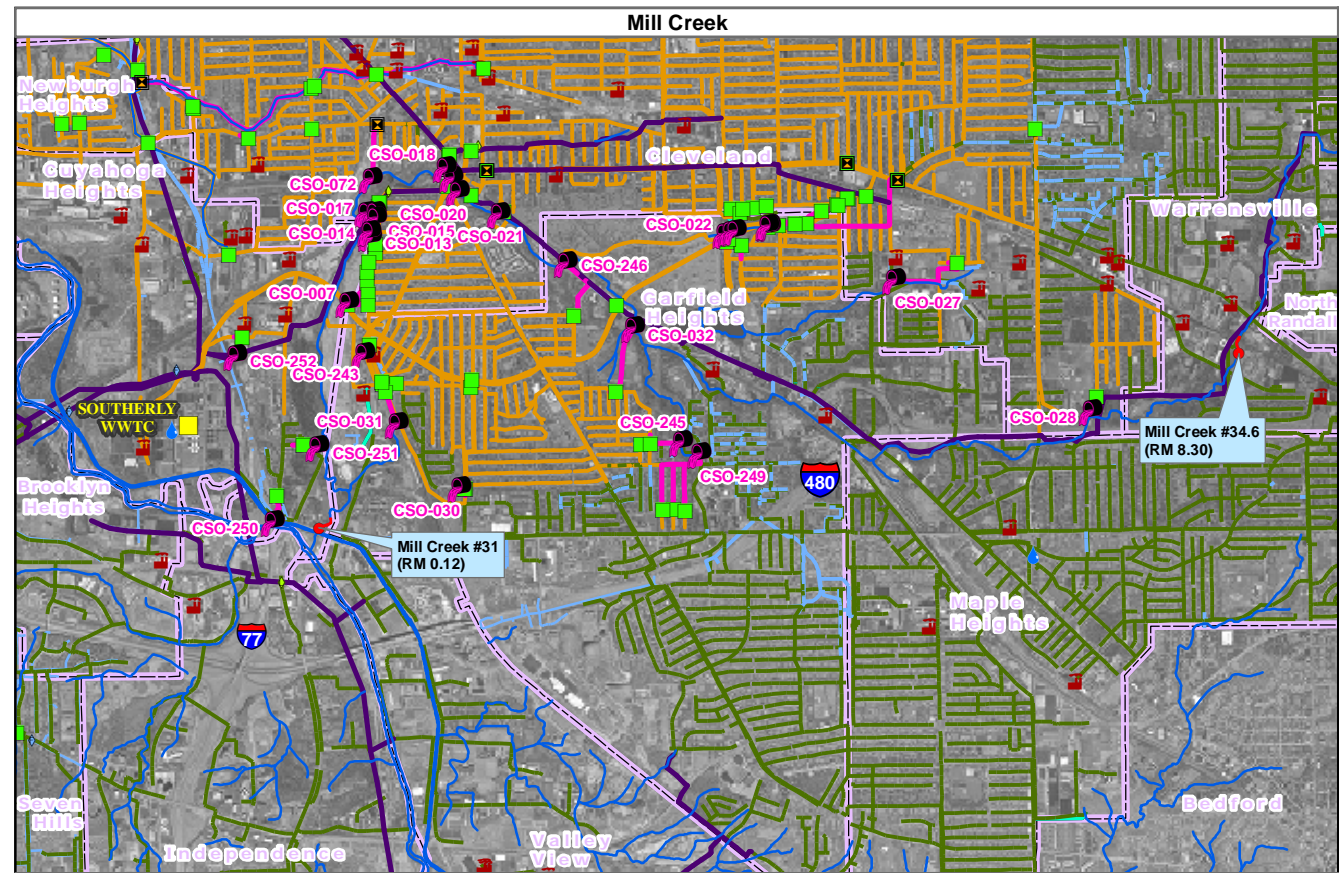 Mill Creek
Newburgh
Heights
CSO-018
Cleveland
Cuyahoga
Heights
CSO-072
CSO-017
CSO-020
CSO-015
CSO-014
CSO-013
CSO-021
CSO-022
Warrensville
CSO-246
CSO-027
CSO-007
Garfield
Heights
North
Randall
CSO-032
CSO-252
CSO-243
SOUTHERLY
WWTC
CSO-031
CSO-245
CSO-028
Mill Creek #34.6
(RM 8.30)
CSO-251
CSO-249
480
Brooklyn
Heights
CSO-030
CSO-250
Mill Creek #31
(RM 0.12)
77
Maple
Heights
Seven
Hills
Bedford
Valley
View
Independence